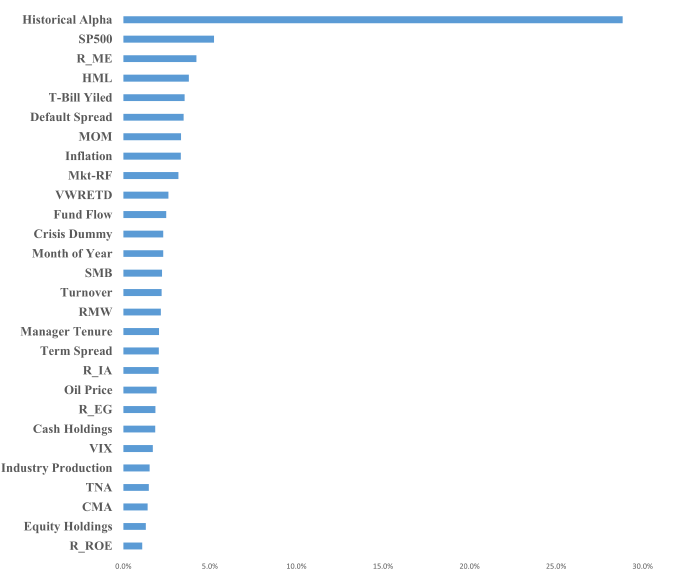 Historical Alpha
SP500
R_ME
HML
T-Bill Yiled
Default Spread
MOM
Inflation
Mkt-RF
VWRETD
Fund Flow
Crisis Dummy
Month of Year
SMB
Turnover
RMW
Manager Tenure
Term Spread
R_IA
Oil Price
R_EG
Cash Holdings
VIX
Industry Production
TNA
CMA
Equity Holdings
R_ROE
0.0% 5.0% 10.0% 15.0% 20.0% 25.0% 30.0%